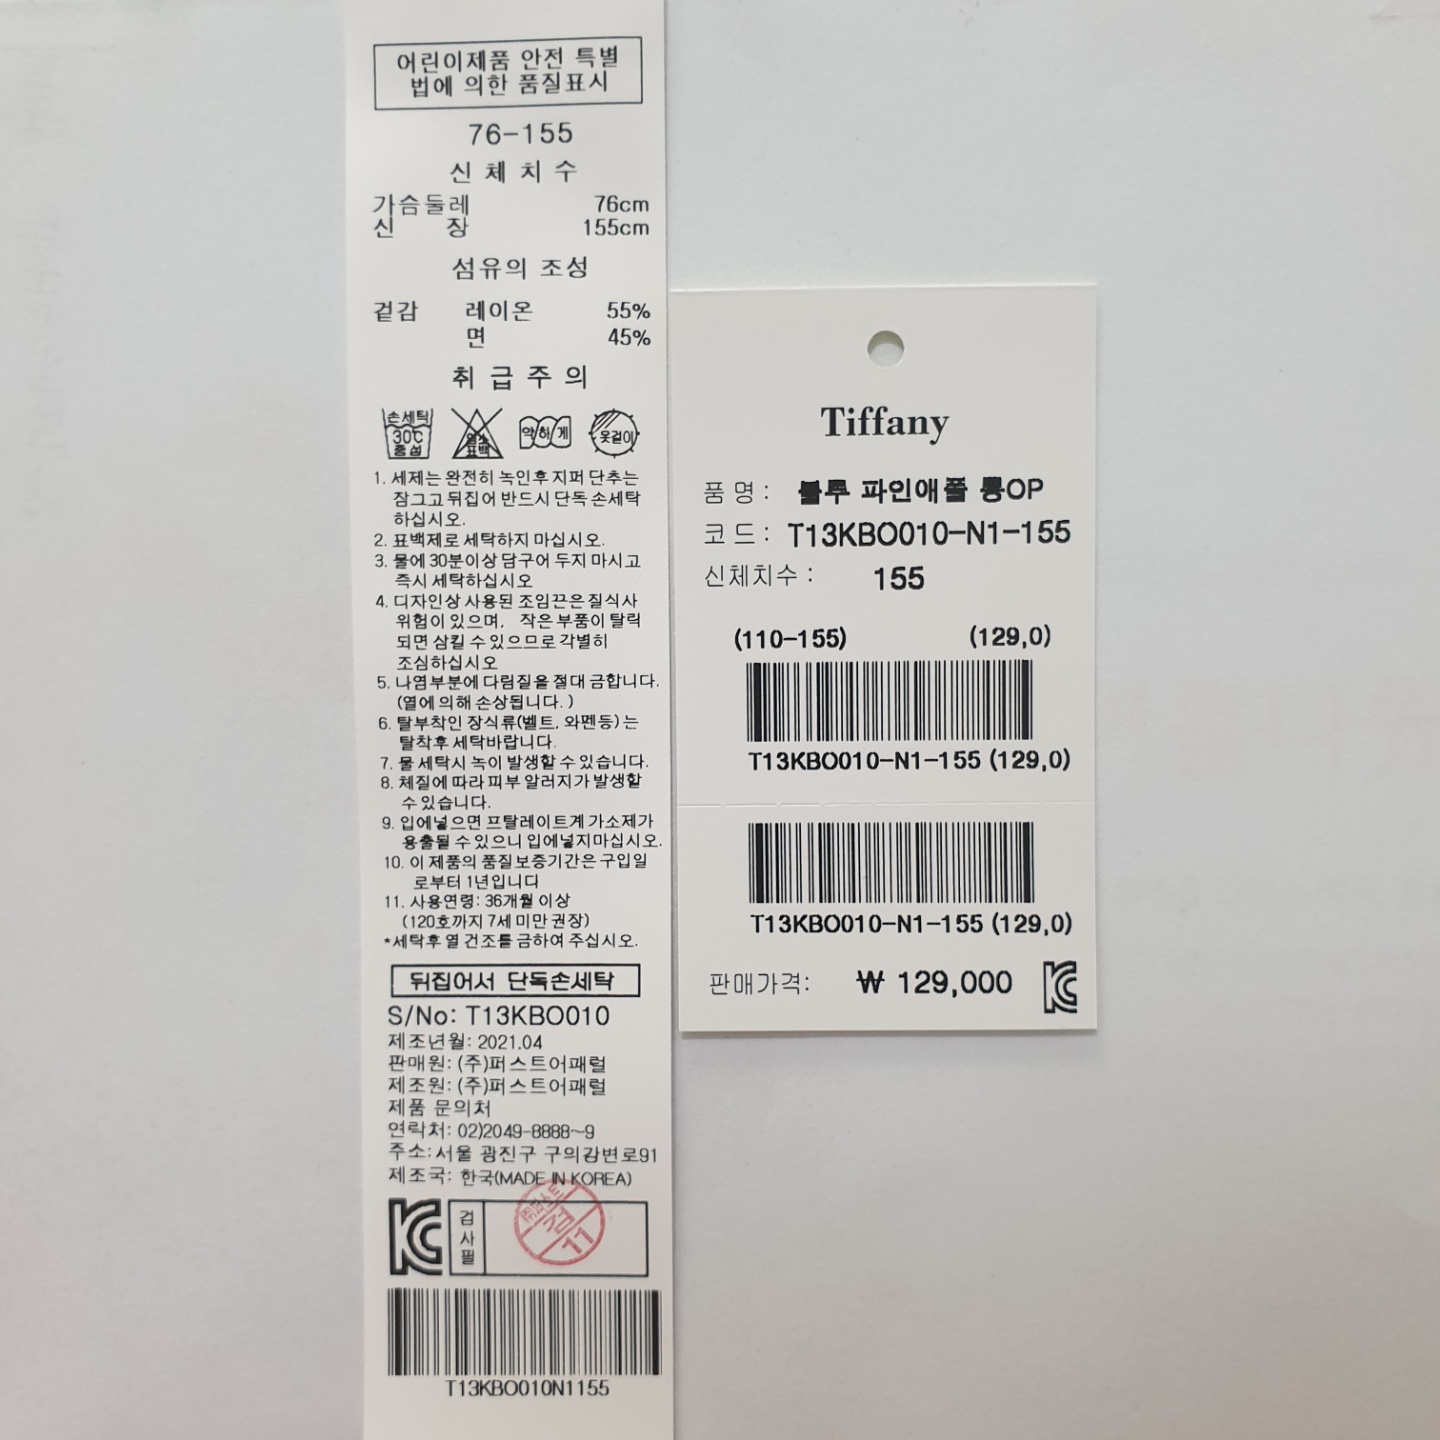 어린이제품 안전 특별
법에 의한 품질표시
76-155
신 체 치 수
가슴둘레 76cm
신 장 155cm
섬유의 조성
겉감 레이온 55%
면 45%
취 급 주 의
손세탁
30℃
중성
염소
표백
약하게
옷걸이
1. 세제는 완전히 녹인후 지퍼 단추는
잠그고 뒤집어 반드시 단독 손세탁
하십시오.
2. 표백제로 세탁하지 마십시오.
3. 물에 30분이상 담구어 두지 마시고
즉시 세탁하십시오
4. 디자인상 사용된 조임끈은 질식사
위험이 있으며, 작은 부품이 탈락
되면 삼킬 수 있으므로 각별히
조심하십시오
5. 나염부분에 다림질을 절대 금합니다.
(열에 의해 손상됩니다.)
6. 탈부착인 장식류(벨트, 와펜등)는
탈착후 세탁바랍니다.
7. 물 세탁시 녹이 발생할 수 있습니다.
8. 체질에 따라 피부 알러지가 발생할
수 있습니다.
9. 입에넣으면 프탈레이트계 가소제가
용출될 수 있으니 입에넣지마십시오.
10. 이 제품의 품질보증기간은 구입일
로부터 1년입니다
11. 사용연령: 36개월 이상
(120호까지 7세 미만 권장)
*세탁후 열 건조를 금하여 주십시오.
뒤집어서 단독손세탁
S/No: T13KBO010
제조년월: 2021.04
판매원: (주)퍼스트어패럴
제조원: (주)퍼스트어패럴
제품 문의처
연락처: 02)2049-8888~9
주소:서울 광진구 구의강변로91
제조국: 한국(MADE IN KOREA)
KC 검사필
(주)퍼스트
검
11
T13KBO010N1155
Tiffany
품 명 : 블루 파인애플 롱OP
코 드 : T13KBO010-N1-155
신체치수 : 155
(110-155) (129,0)
T13KBO010-N1-155 (129,0)
T13KBO010-N1-155 (129,0)
판매가격: ₩ 129,000 KC